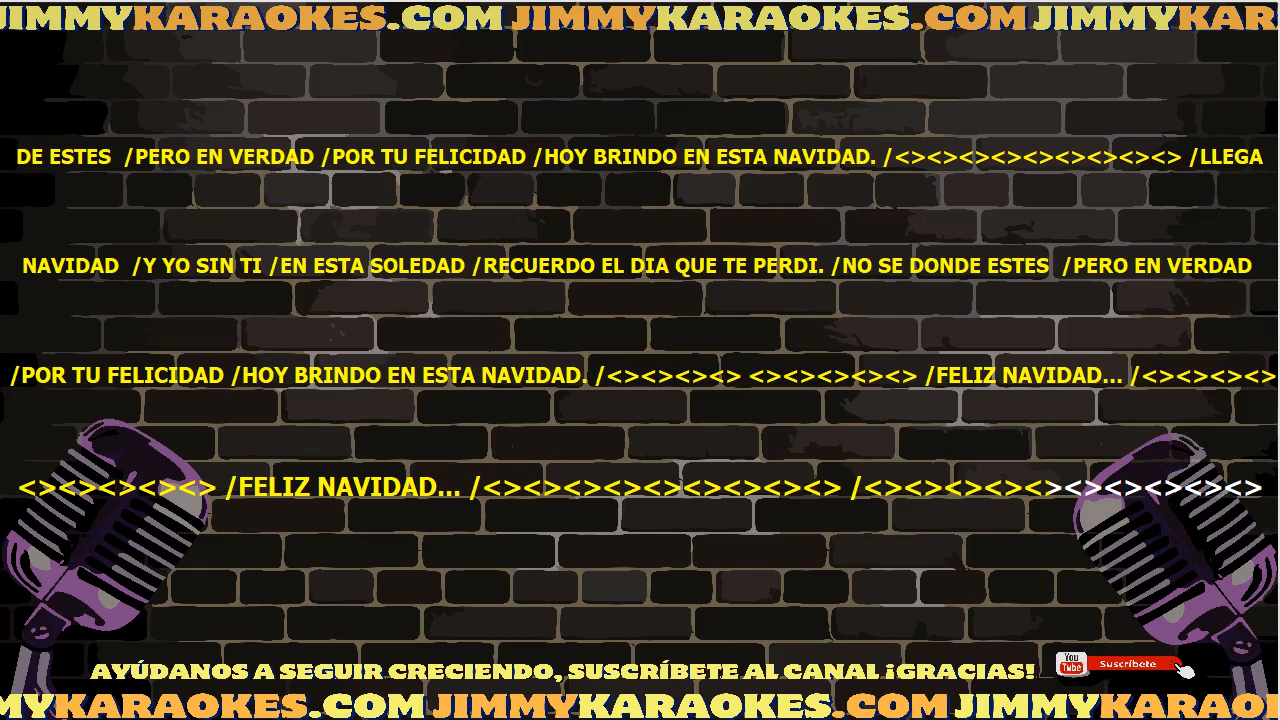 JIMMYKARAOKES.COM JIMMYKARAOKES.COM JIMMYKAR
DE ESTES /PERO EN VERDAD /POR TU FELICIDAD /HOY BRINDO EN ESTA NAVIDAD. /<><><><><><><><><> /LLEGA
NAVIDAD /Y YO SIN TI /EN ESTA SOLEDAD /RECUERDO EL DIA QUE TE PERDI. /NO SE DONDE ESTES /PERO EN VERDAD
/POR TU FELICIDAD /HOY BRINDO EN ESTA NAVIDAD. /<><><><> <><><><><> /FELIZ NAVIDAD... /<><><><>
<><><><><> /FELIZ NAVIDAD... /<><><><><><><><><> /<><><><><><><><><><>
AYÚDANOS A SEGUIR CRECIENDO, SUSCRÍBETE AL CANAL ¡GRACIAS! You Tube Suscríbete
MYKARAOKES.COM JIMMYKARAOKES.COM JIMMYKARAOK